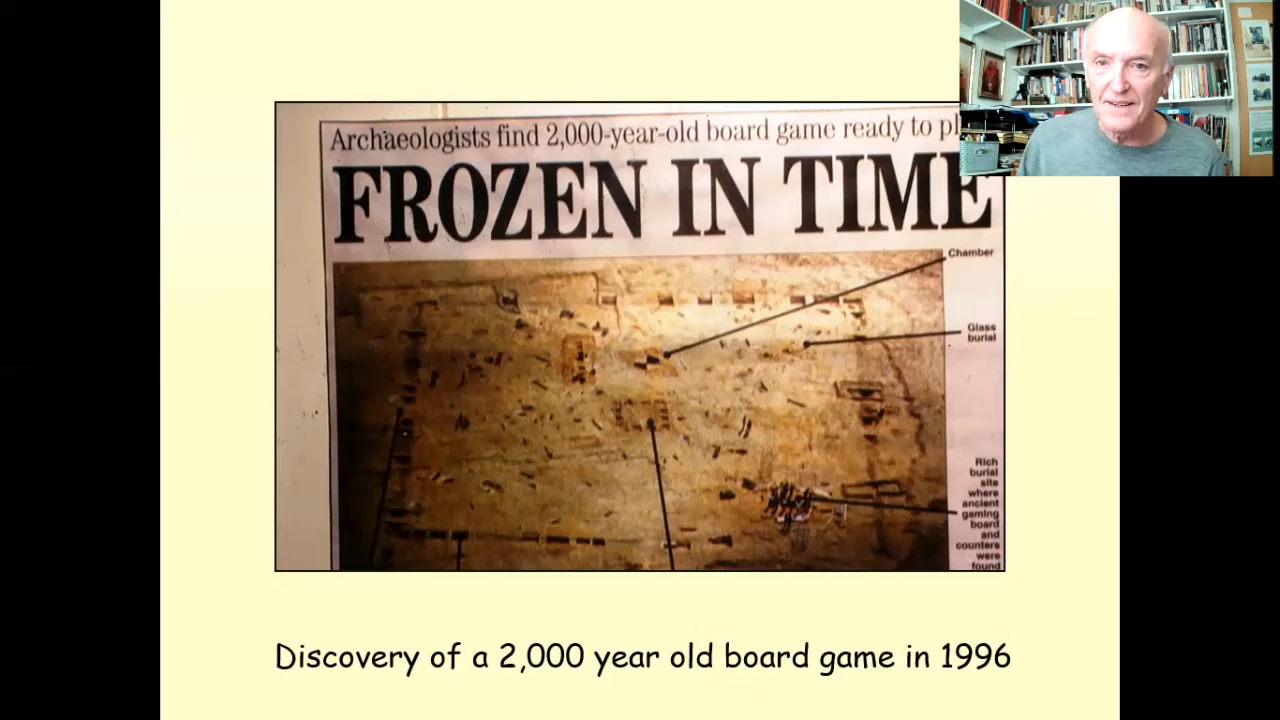 Archaeologists find 2,000-year-old board game ready to pl
FROZEN IN TIME
Chamber
Glass
burial
Rich
burial
site
where
ancient
gaming
board
and
counters
were
found
Discovery of a 2,000 year old board game in 1996